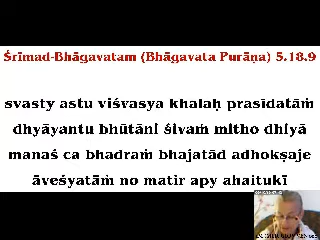 Śrīmad-Bhāgavatam (Bhāgavata Purāṇa) 5.18.9
svasty astu viśvasya khalaḥ prasīdatāṁ
dhyāyantu bhūtāni śivaṁ mitho dhiyā
manaś ca bhadraṁ bhajatād adhokṣaje
āveśyatāṁ no matir apy ahaitukī